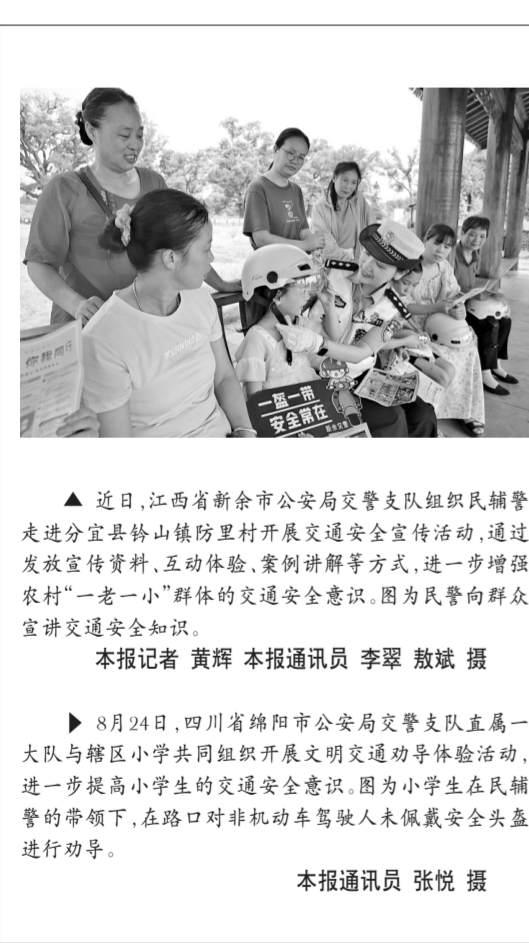 你我同行
一盔一带
安全常在
新余交警
▲ 近日,江西省新余市公安局交警支队组织民辅警
走进分宜县钤山镇防里村开展交通安全宣传活动,通过
发放宣传资料、互动体验、案例讲解等方式,进一步增强
农村“一老一小”群体的交通安全意识。图为民警向群众
宣讲交通安全知识。
本报记者 黄辉 本报通讯员 李翠 敖斌 摄
▶ 8月24日,四川省绵阳市公安局交警支队直属一
大队与辖区小学共同组织开展文明交通劝导体验活动,
进一步提高小学生的交通安全意识。图为小学生在民辅
警的带领下,在路口对非机动车驾驶人未佩戴安全头盔
进行劝导。
本报通讯员 张悦 摄